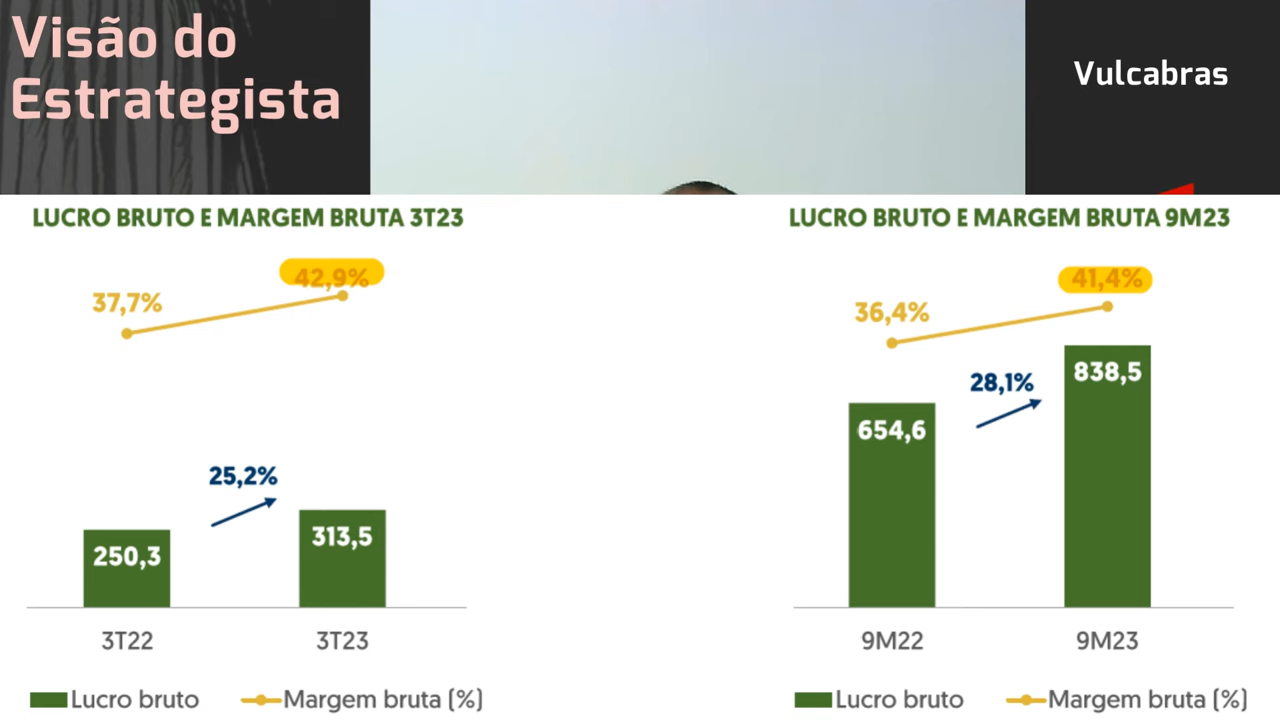 Visão do
Estrategista
Vulcabras
LUCRO BRUTO E MARGEM BRUTA 3T23
42,9%
37,7%
25,2%
313,5
250,3
3T22
3T23
Lucro bruto
Margem bruta (%)
LUCRO BRUTO E MARGEM BRUTA 9M23
41,4%
36,4%
28,1%
838,5
654,6
9M22
9M23
Lucro bruto
Margem bruta (%)